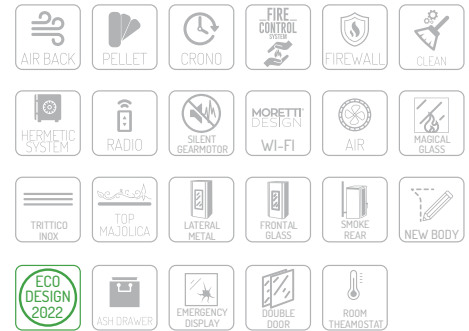 AIR BACK
PELLET
CRONO
FIRE
CONTROL
SYSTEM
FIREWALL
CLEAN
HERMETIC
SYSTEM
RADIO
SILENT
GEARMOTOR
MORETTI
DESIGN
WI-FI
AIR
MAGICAL
GLASS
TRITTICO
INOX
TOP
MAJOLICA
LATERAL
METAL
FRONTAL
GLASS
SMOKE
REAR
NEW BODY
ECO
DESIGN
2022
ASH DRAWER
EMERGENCY
DISPLAY
DOUBLE
DOOR
ROOM
THEAMOSTAT